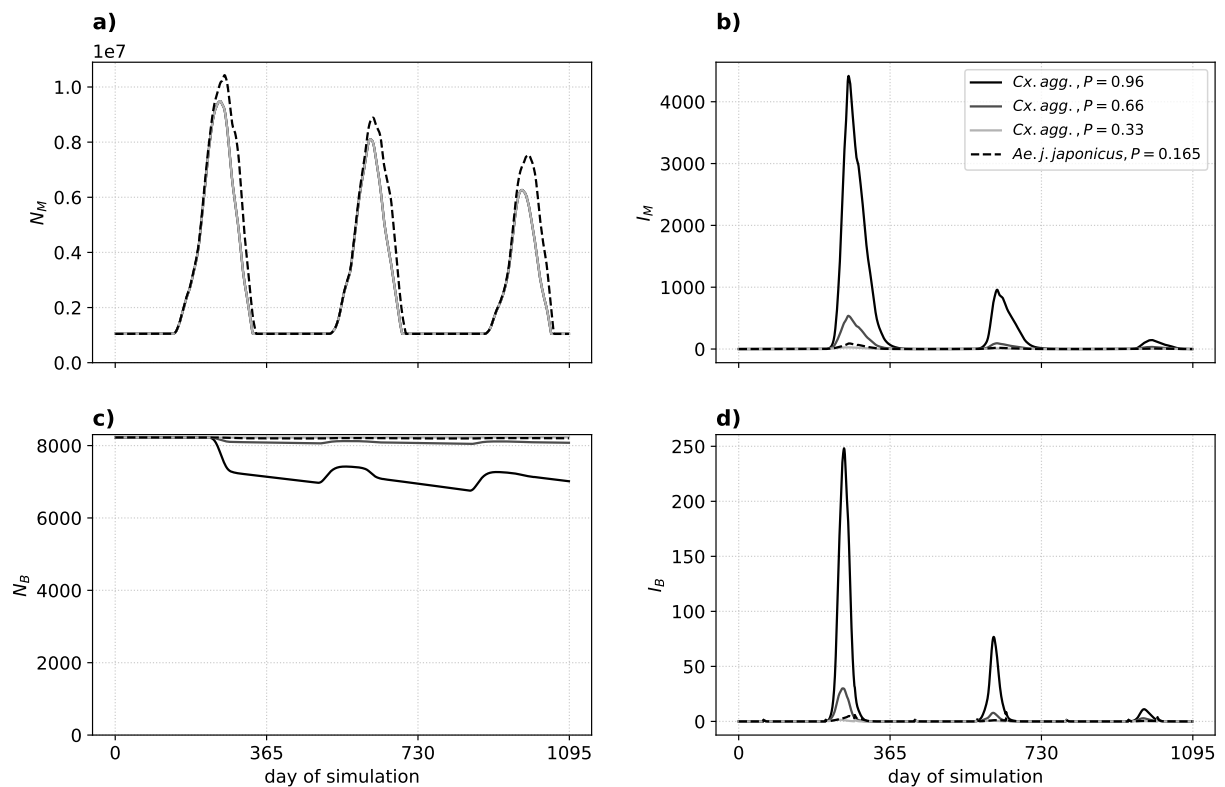 a)
1e7
1.0
0.8
0.6
0.4
0.2
0.0
N_M
b)
4000
3000
2000
1000
0
I_M
Cx. agg., P = 0.96
Cx. agg., P = 0.66
Cx. agg., P = 0.33
Ae. j. japonicus, P = 0.165
c)
8000
6000
4000
2000
0
N_B
0 365 730 1095
day of simulation
d)
250
200
150
100
50
0
I_B
0 365 730 1095
day of simulation